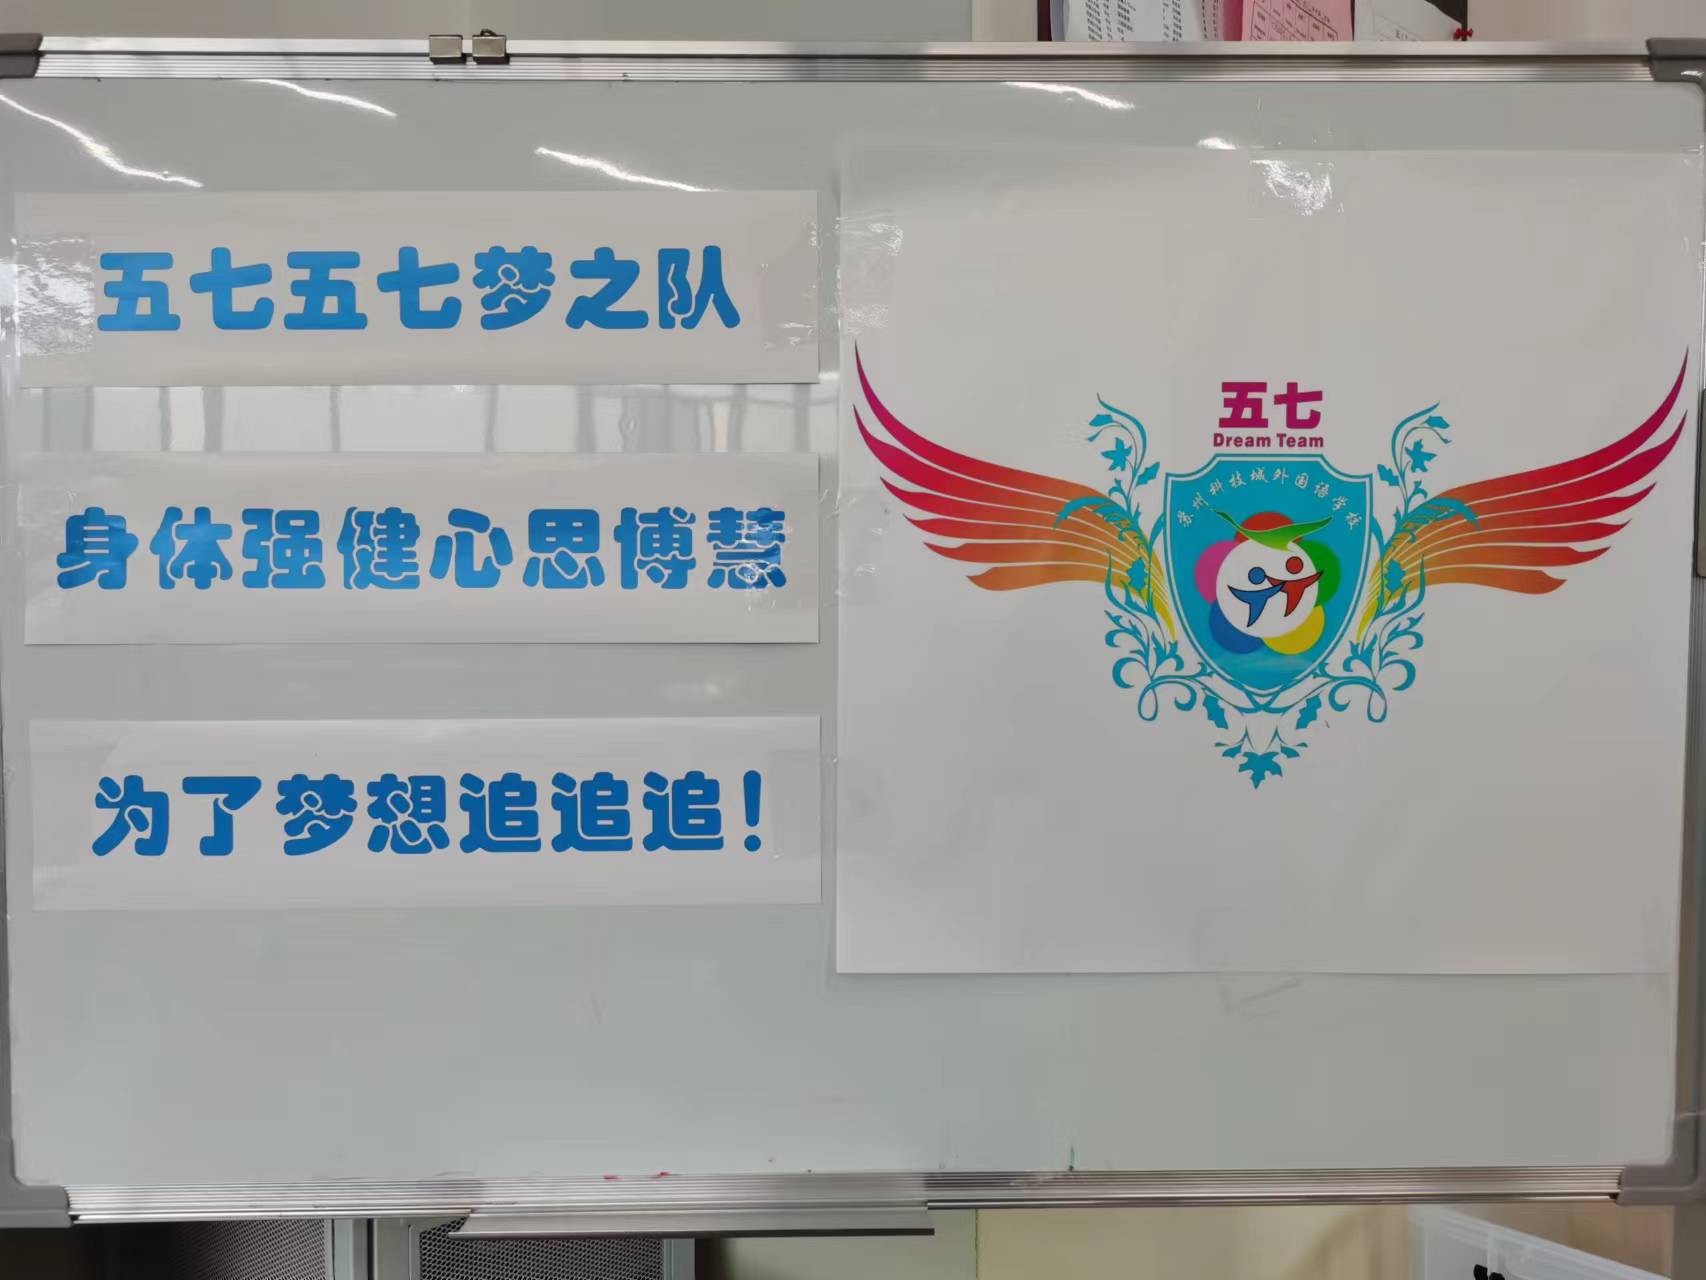 五七五七梦之队
身体强健心思博慧
为了梦想追追追！
五七
Dream Team
常州科技城外国语学校